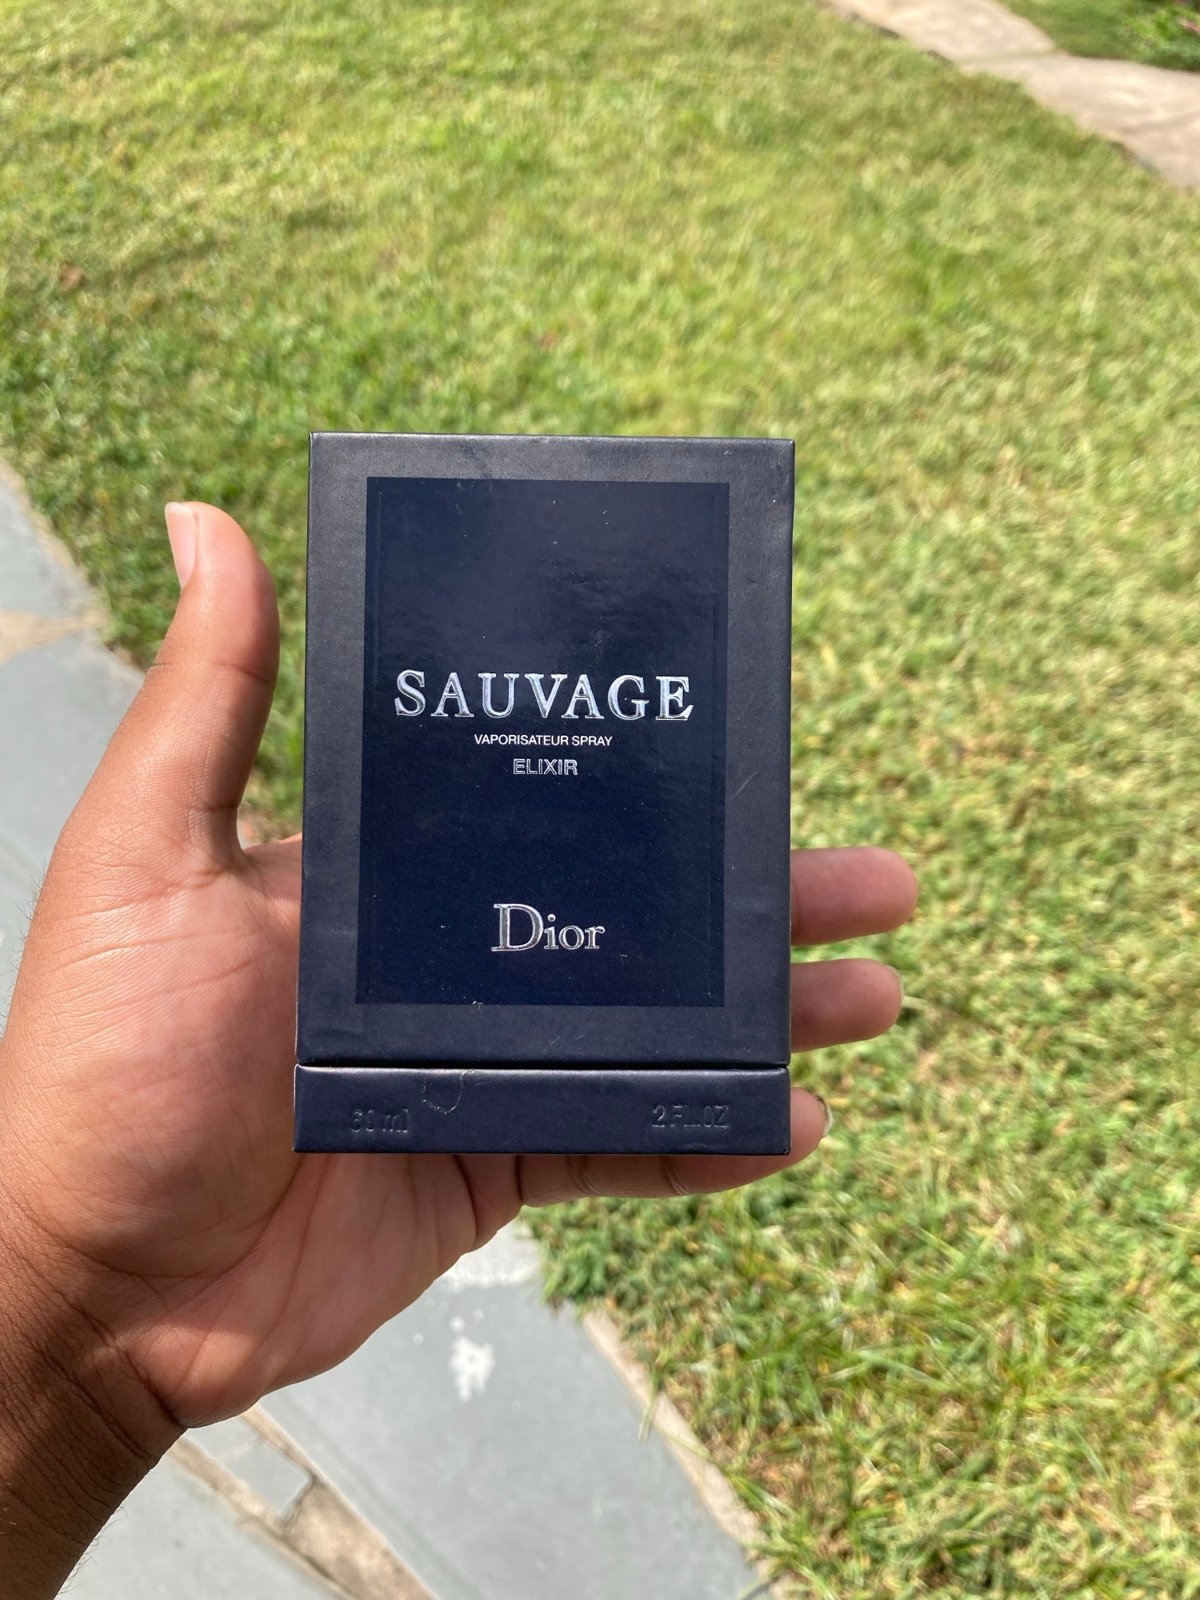 SAUVAGE
VAPORISATEUR SPRAY
ELIXIR
Dior
60 ml 2 FL.OZ